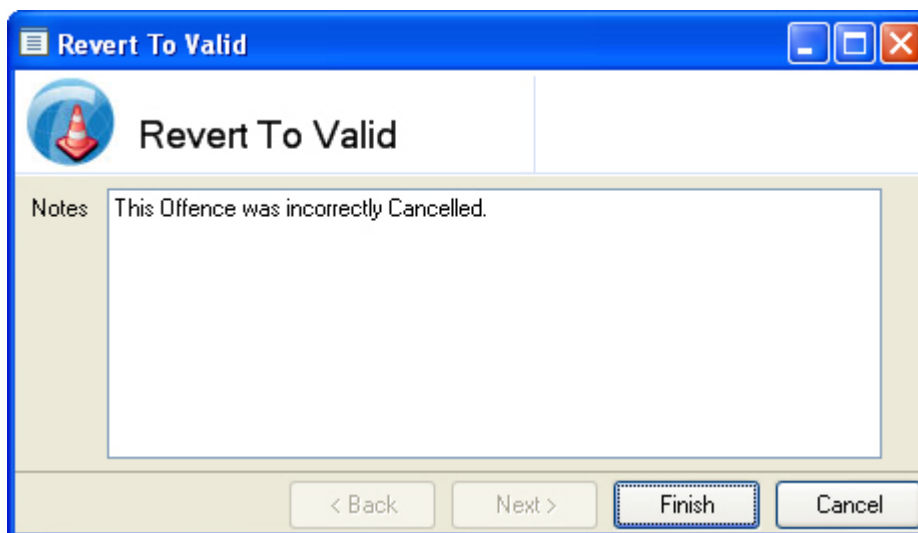 Revert To Valid
Revert To Valid
Notes
This Offence was incorrectly Cancelled.
< Back
Next >
Finish
Cancel